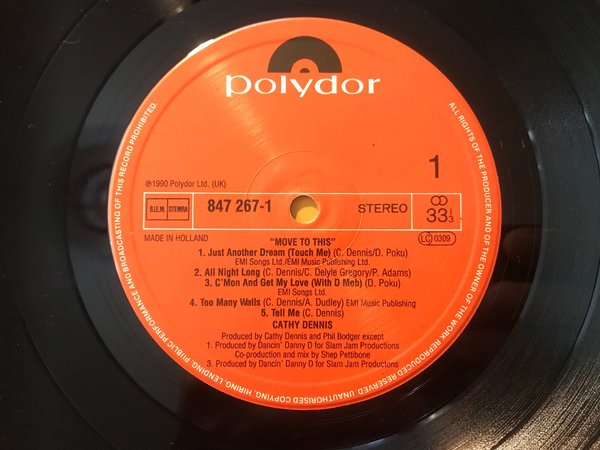 polydor
1
℗1990 Polydor Ltd. (UK)
B.I.E.M. STEMRA
847 267-1
STEREO
33 1/3
MADE IN HOLLAND
LC 0309
"MOVE TO THIS"
1. Just Another Dream (Touch Me) (C. Dennis/D. Poku)
EMI Songs Ltd./EMI Music Publishing Ltd.
2. All Night Long (C. Dennis/C. Delyle Gregory/P. Adams)
3. C'Mon And Get My Love (With D Meb) (D. Poku)
EMI Songs Ltd.
4. Too Many Walls (C. Dennis/A. Dudley) EMI Music Publishing
5. Tell Me (C. Dennis)
CATHY DENNIS
Produced by Cathy Dennis and Phil Bodger except
1. Produced by Dancin' Danny D for Slam Jam Productions
Co-production and mix by Shep Pettibone
3. Produced by Dancin' Danny D for Slam Jam Productions
ALL RIGHTS OF THE PRODUCER AND OF THE OWNER OF THE WORK REPRODUCED RESERVED. UNAUTHORISED COPYING, HIRING, LENDING, PUBLIC PERFORMANCE AND BROADCASTING OF THIS RECORD PROHIBITED.